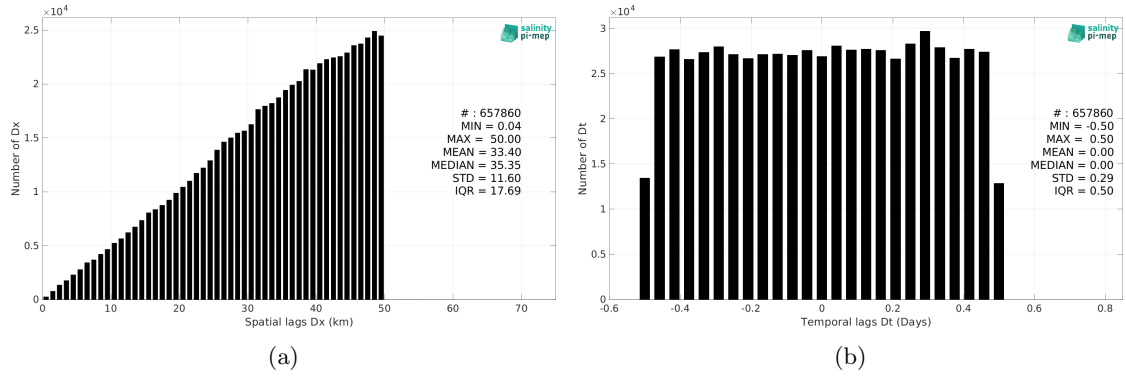 ×10⁴
2.5
2
1.5
1
0.5
0
0 10 20 30 40 50 60 70
Number of Dx
Spatial lags Dx (km)
salinity
pi-mep
# : 657860
MIN = 0.04
MAX = 50.00
MEAN = 33.40
MEDIAN = 35.35
STD = 11.60
IQR = 17.69
(a)
×10⁴
3
2.5
2
1.5
1
0.5
0
-0.6 -0.4 -0.2 0 0.2 0.4 0.6 0.8
Number of Dt
Temporal lags Dt (Days)
salinity
pi-mep
# : 657860
MIN = -0.50
MAX = 0.50
MEAN = 0.00
MEDIAN = 0.00
STD = 0.29
IQR = 0.50
(b)